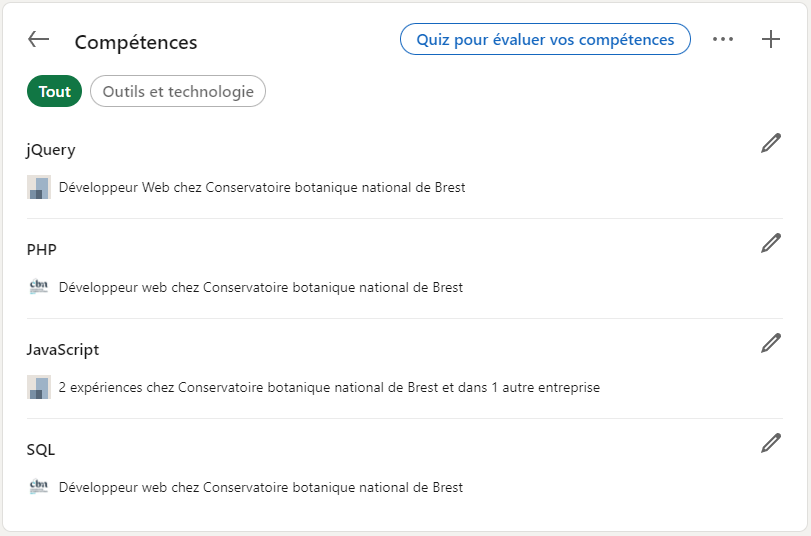 Compétences
Quiz pour évaluer vos compétences
Tout
Outils et technologie
jQuery
Développeur Web chez Conservatoire botanique national de Brest
PHP
cbn
Développeur web chez Conservatoire botanique national de Brest
JavaScript
2 expériences chez Conservatoire botanique national de Brest et dans 1 autre entreprise
SQL
cbn
Développeur web chez Conservatoire botanique national de Brest